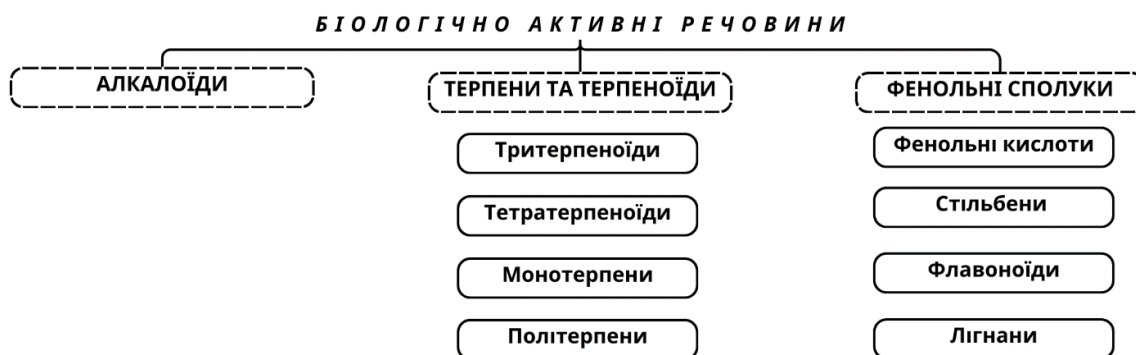 БІОЛОГІЧНО АКТИВНІ РЕЧОВИНИ
АЛКАЛОЇДИ
ТЕРПЕНИ ТА ТЕРПЕНОЇДИ
Тритерпеноїди
Тетратерпеноїди
Монотерпени
Політерпени
ФЕНОЛЬНІ СПОЛУКИ
Фенольні кислоти
Стільбени
Флавоноїди
Лігнани